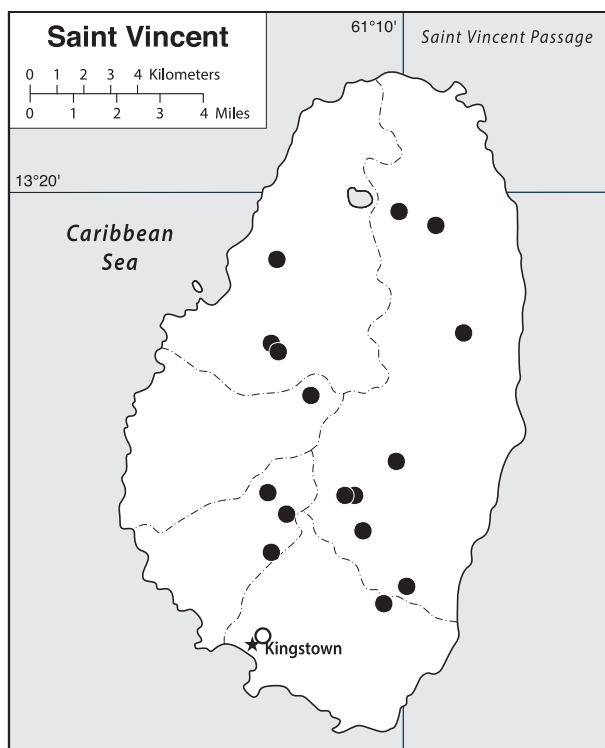 Saint Vincent
0 1 2 3 4 Kilometers
0 1 2 3 4 Miles
61°10'
Saint Vincent Passage
13°20'
Caribbean
Sea
Kingstown